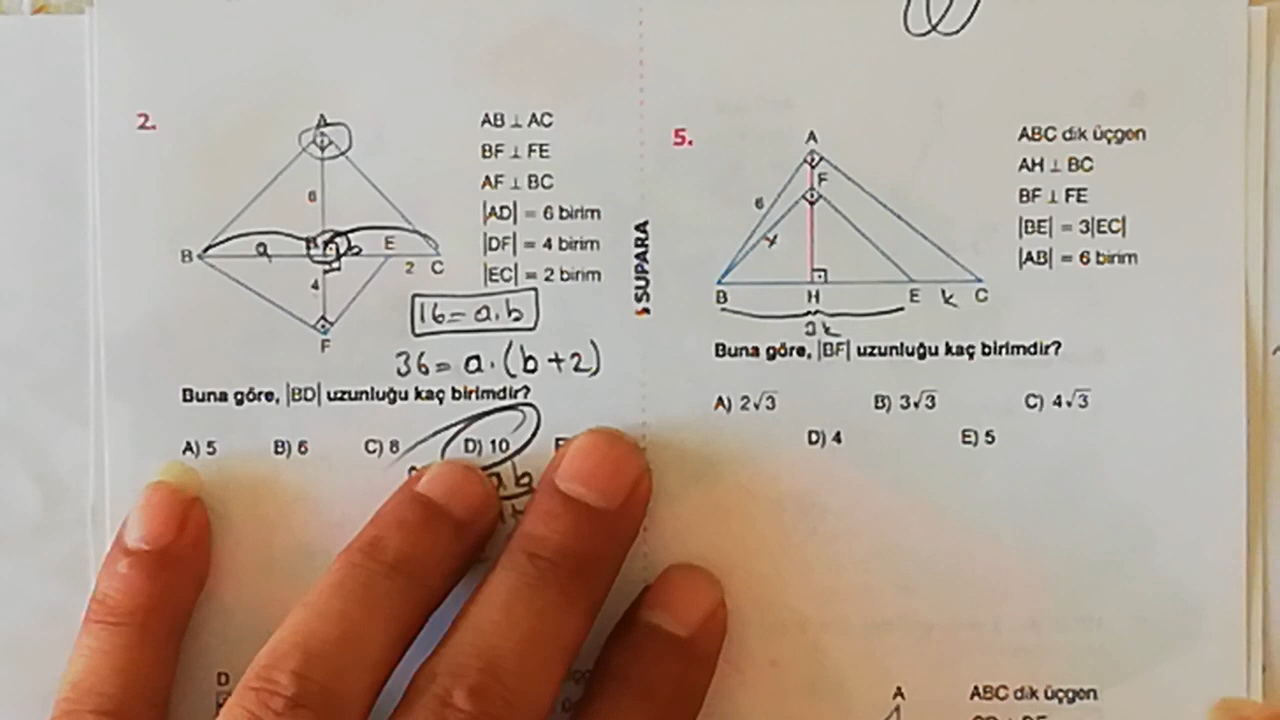 2.
A
6
B
a
b
E
2
C
4
F
AB ⊥ AC
BF ⊥ FE
AF ⊥ BC
|AD| = 6 birim
|DF| = 4 birim
|EC| = 2 birim
16 = a.b
36 = a.(b+2)
Buna göre, |BD| uzunluğu kaç birimdir?
A) 5
B) 6
C) 8
D) 10
ab
SUPARA
5.
A
F
6
x
B
H
E
k
C
3k
ABC dik üçgen
AH ⊥ BC
BF ⊥ FE
|BE| = 3|EC|
|AB| = 6 birim
Buna göre, |BF| uzunluğu kaç birimdir?
A) 2√3
B) 3√3
C) 4√3
D) 4
E) 5
D
A
ABC dik üçgen